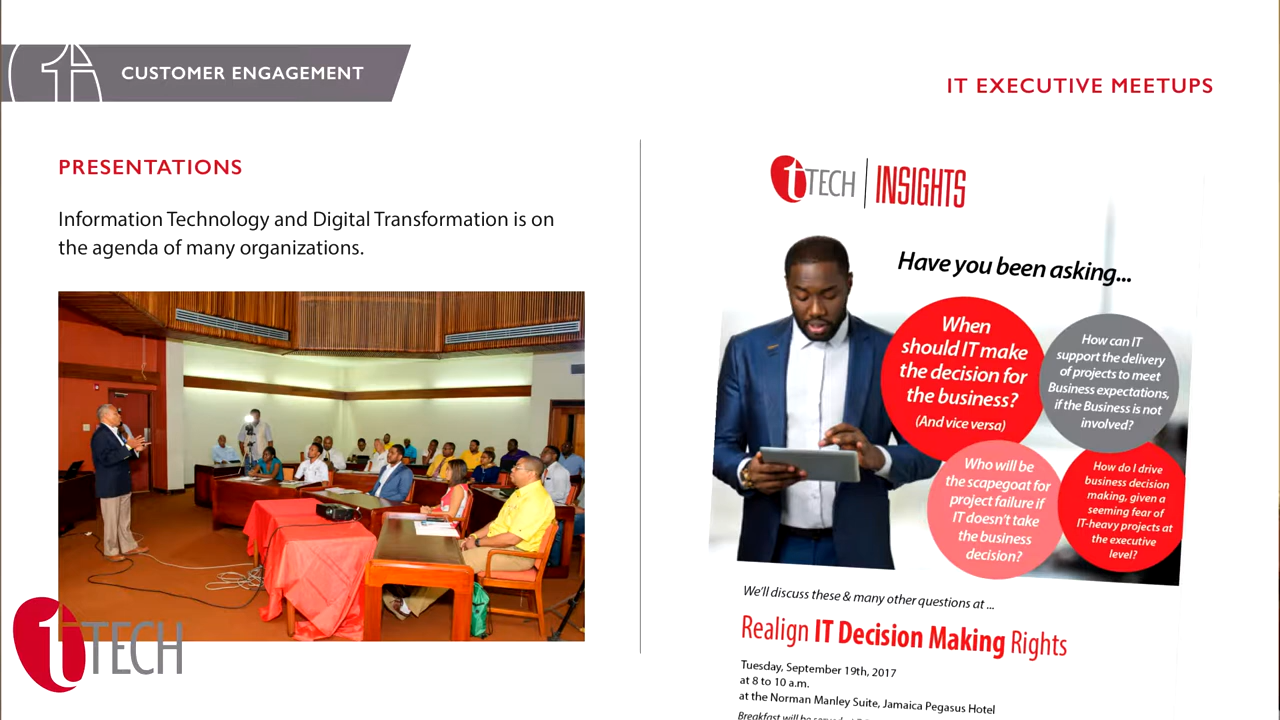 CUSTOMER ENGAGEMENT
IT EXECUTIVE MEETUPS
PRESENTATIONS
Information Technology and Digital Transformation is on
the agenda of many organizations.
tTECH
tTECH | INSIGHTS
Have you been asking...
When
should IT make
the decision for
the business?
(And vice versa)
How can IT
support the delivery
of projects to meet
Business expectations,
if the Business is not
involved?
Who will be
the scapegoat for
project failure if
IT doesn't take
the business
decision?
How do I drive
business decision
making, given a
seeming fear of
IT-heavy projects at
the executive
level?
We'll discuss these & many other questions at ...
Realign IT Decision Making Rights
Tuesday, September 19th, 2017
at 8 to 10 a.m.
at the Norman Manley Suite, Jamaica Pegasus Hotel
Breakfast will be served at